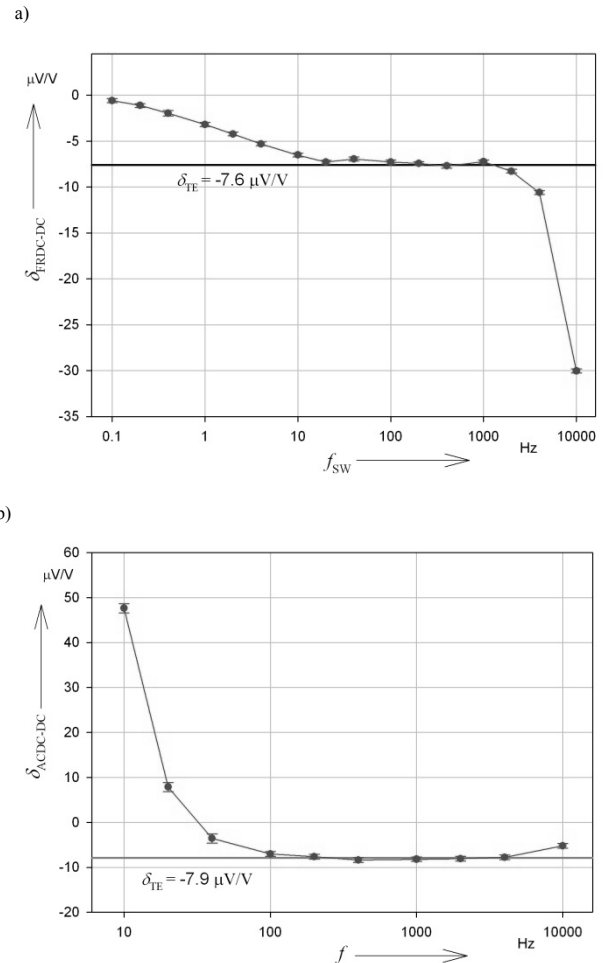 a)
μV/V
0
-5
δTE = -7.6 μV/V
-10
-15
-20
-25
-30
-35
δFRDC-DC
0.1 1 10 100 1000 10000
Hz
fSW
b)
60
μV/V
50
40
30
20
10
0
-10
δTE = -7.9 μV/V
-20
δACDC-DC
10 100 1000 10000
Hz
f